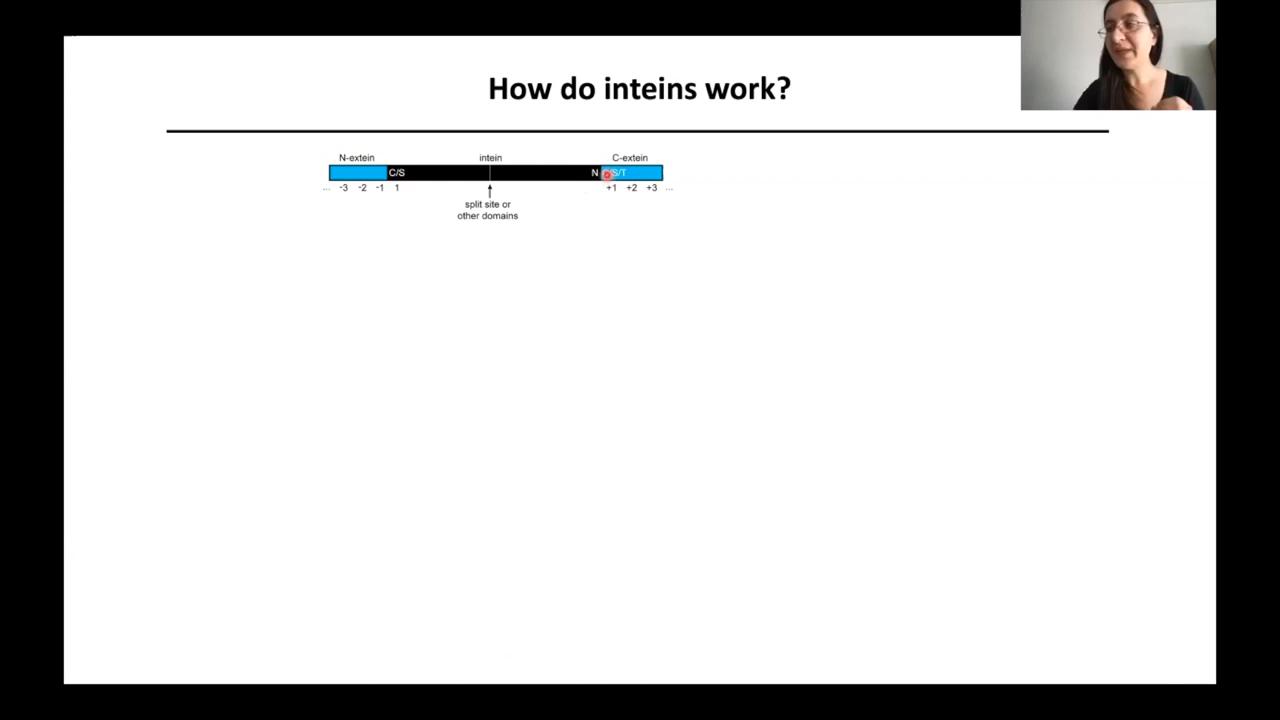 How do inteins work?
N-extein intein C-extein
C/S N S/T
... -3 -2 -1 1 +1 +2 +3 ...
split site or
other domains